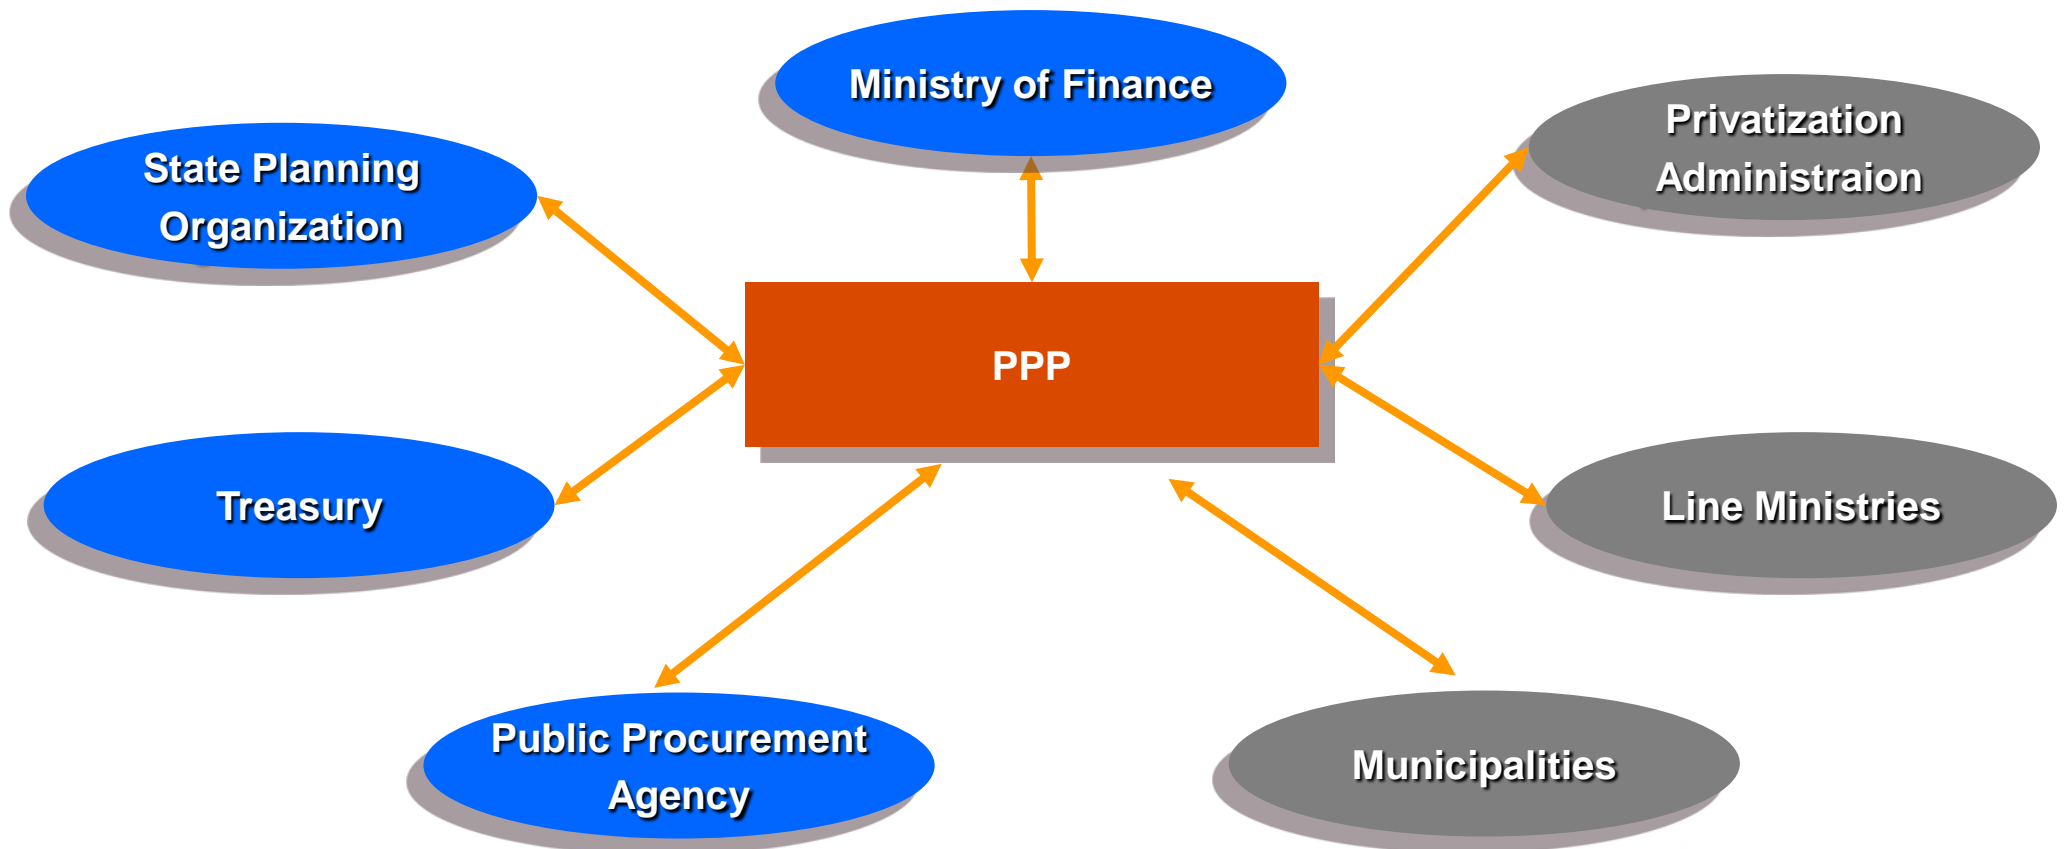 Ministry of Finance
Privatization
Administraion
State Planning
Organization
PPP
Treasury
Line Ministries
Public Procurement
Agency
Municipalities